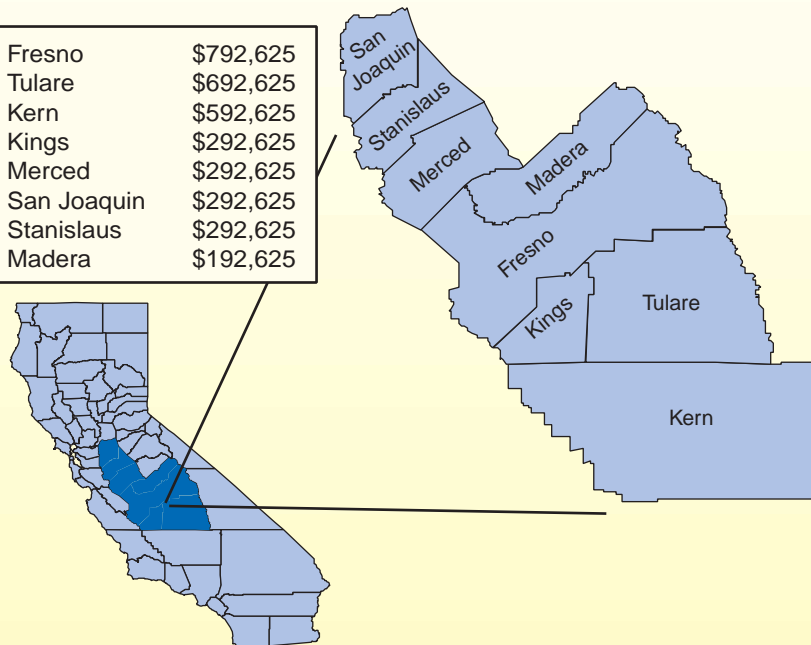 Fresno $792,625
Tulare $692,625
Kern $592,625
Kings $292,625
Merced $292,625
San Joaquin $292,625
Stanislaus $292,625
Madera $192,625
San
Joaquin
Stanislaus
Merced
Madera
Fresno
Kings
Tulare
Kern